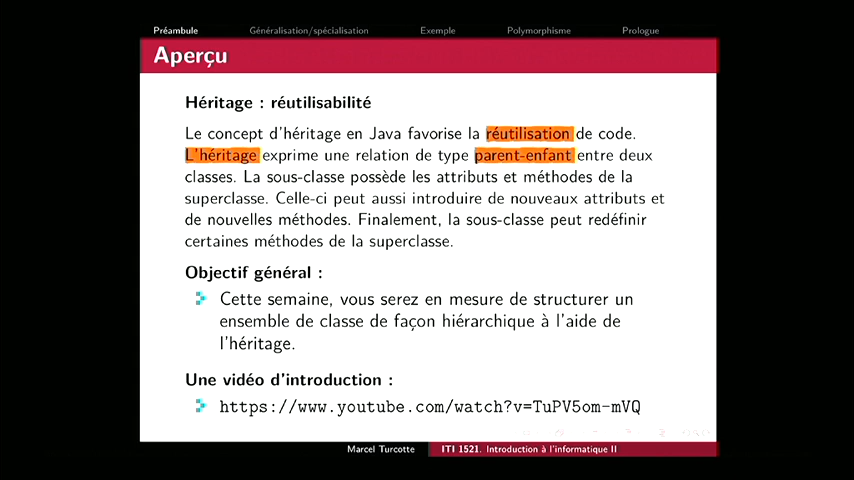 Préambule Généralisation/spécialisation Exemple Polymorphisme Prologue
Aperçu
Héritage : réutilisabilité
Le concept d'héritage en Java favorise la réutilisation de code.
L'héritage exprime une relation de type parent-enfant entre deux
classes. La sous-classe possède les attributs et méthodes de la
superclasse. Celle-ci peut aussi introduire de nouveaux attributs et
de nouvelles méthodes. Finalement, la sous-classe peut redéfinir
certaines méthodes de la superclasse.
Objectif général :
Cette semaine, vous serez en mesure de structurer un
ensemble de classe de façon hiérarchique à l'aide de
l'héritage.
Une vidéo d'introduction :
https://www.youtube.com/watch?v=TuPV5om-mVQ
Marcel Turcotte ITI 1521. Introduction à l'informatique II